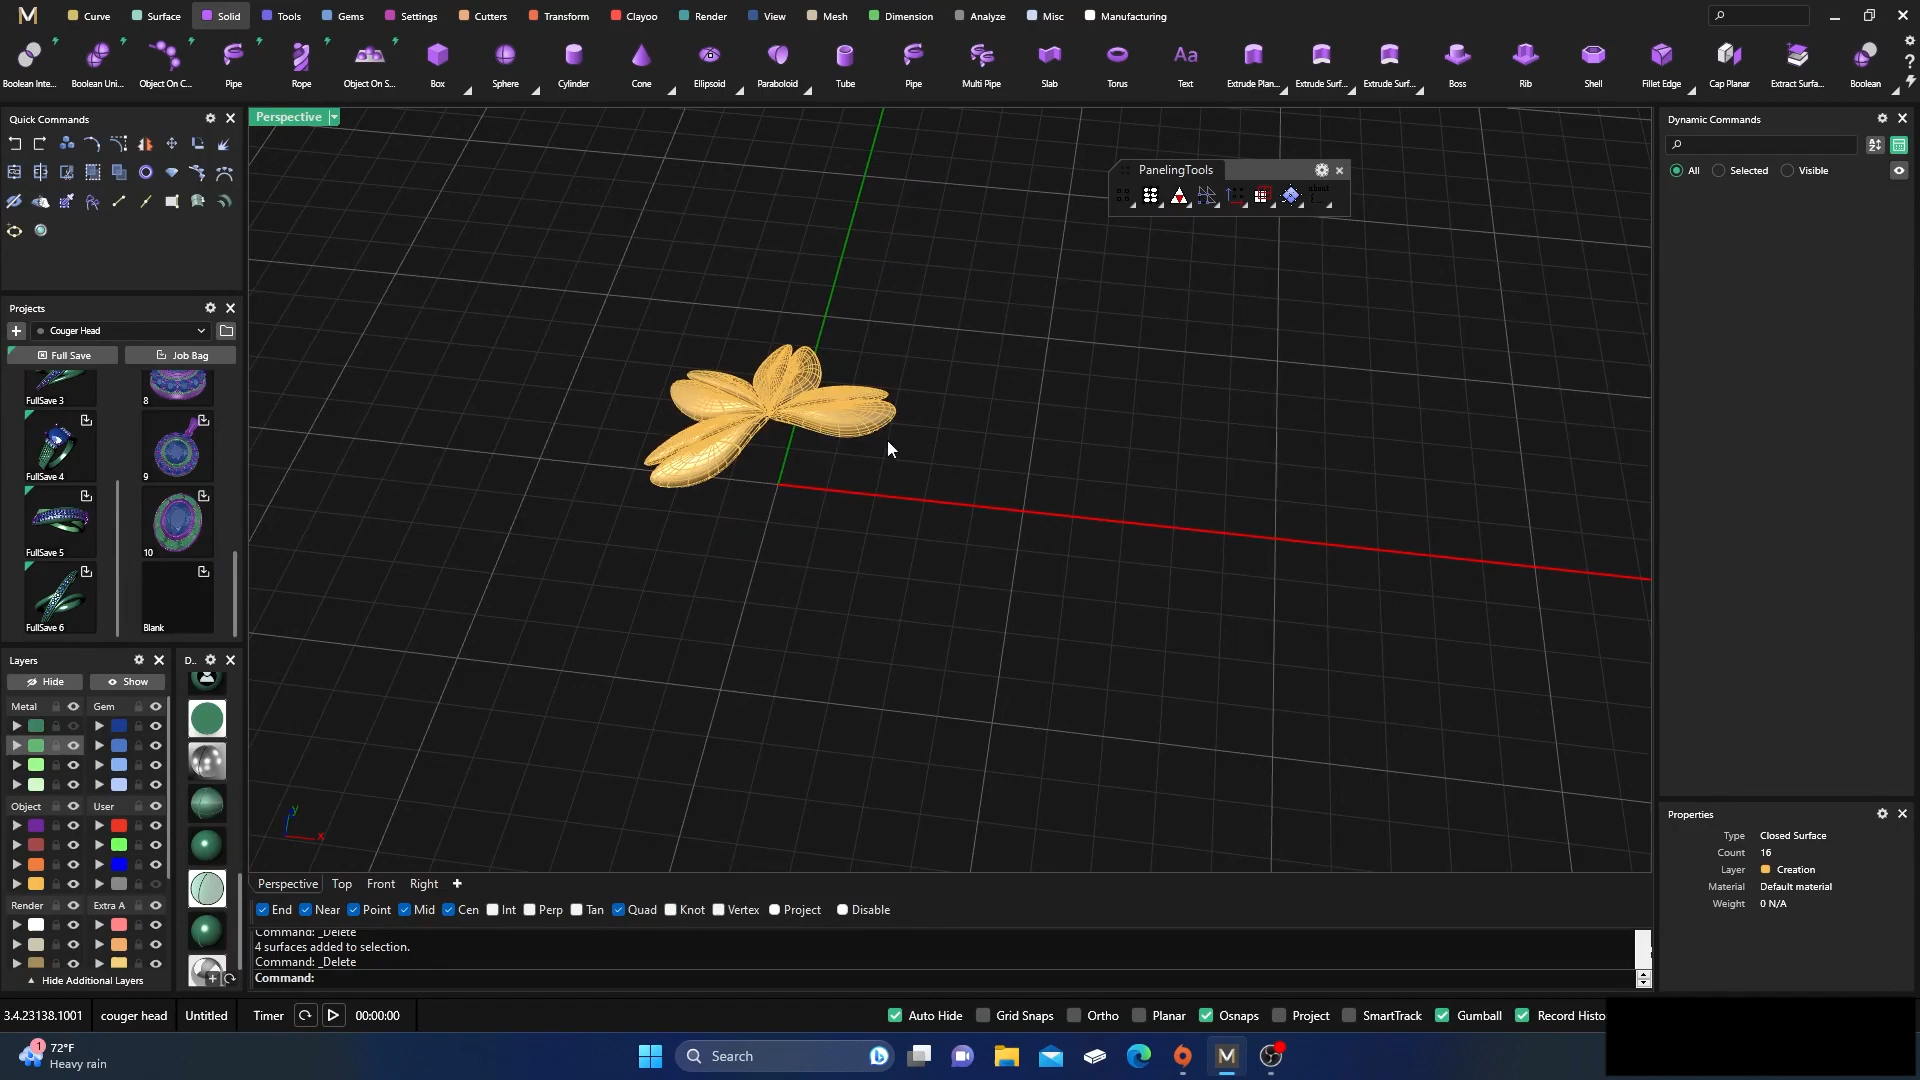 Curve Surface Solid Tools Gems Settings Cutters Transform Clayoo Render View Mesh Dimension Analyze Misc Manufacturing
Boolean Inte... Boolean Uni... Object On C... Pipe Rope Object On S... Box Sphere Cylinder Cone Ellipsoid Paraboloid Tube Pipe Multi Pipe Slab Torus Text Extrude Plan... Extrude Surf... Extrude Surf... Boss Rib Shell Fillet Edge Cap Planar Extract Surfa... Boolean
Quick Commands
Perspective
PanelingTools
about
Dynamic Commands
All Selected Visible
Projects
Couger Head
Full Save Job Bag
FullSave 3 8
FullSave 4 9
FullSave 5 10
FullSave 6 Blank
Layers D..
Hide Show
Metal Gem
Object User
Render Extra A
Hide Additional Layers
y
x
Perspective Top Front Right
End Near Point Mid Cen Int Perp Tan Quad Knot Vertex Project Disable
Command: _Delete
4 surfaces added to selection.
Command: _Delete
Command:
Properties
Type Closed Surface
Count 16
Layer Creation
Material Default material
Weight 0 N/A
3.4.23138.1001 couger head Untitled Timer 00:00:00 Auto Hide Grid Snaps Ortho Planar Osnaps Project SmartTrack Gumball Record Histo
1
72°F
Heavy rain
Search